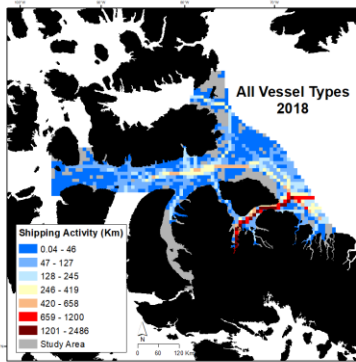 All Vessel Types
2018
Shipping Activity (Km)
0.04 - 46
47 - 127
128 - 245
246 - 419
420 - 658
659 - 1200
1201 - 2486
Study Area
N
0 30 60 120 Km